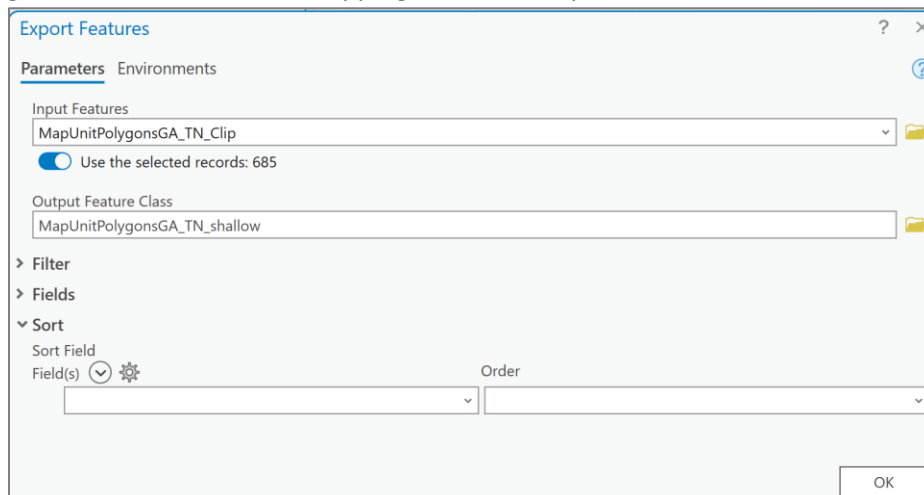 Export Features ?
Parameters Environments ?
Input Features
MapUnitPolygonsGA_TN_Clip
Use the selected records: 685
Output Feature Class
MapUnitPolygonsGA_TN_shallow
Filter
Fields
Sort
Sort Field
Field(s) Order
OK